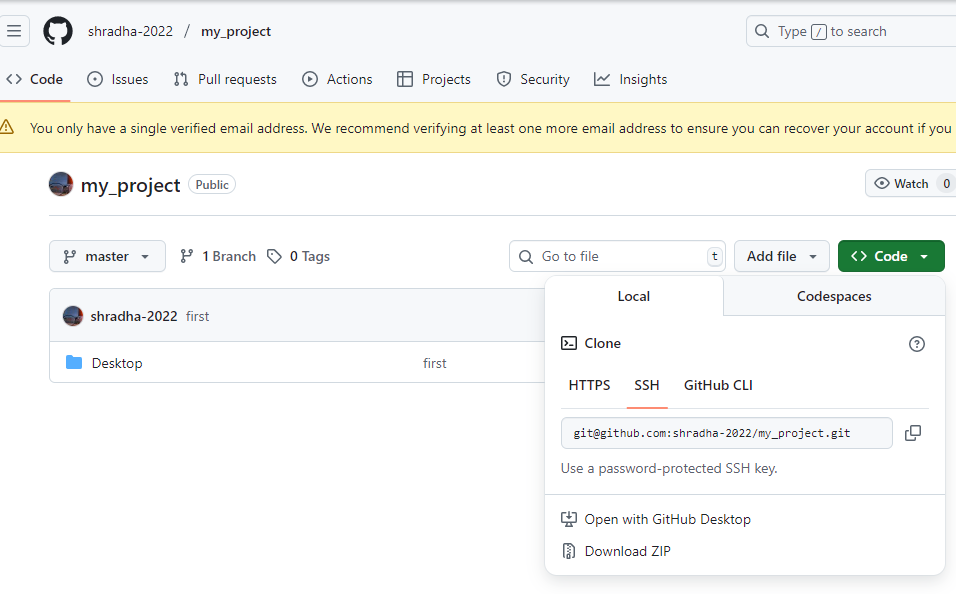 shradha-2022 / my_project
Type / to search
Code Issues Pull requests Actions Projects Security Insights
You only have a single verified email address. We recommend verifying at least one more email address to ensure you can recover your account if you
my_project Public
Watch 0
master 1 Branch 0 Tags
Go to file t
Add file
Code
shradha-2022 first
Desktop first
Local Codespaces
Clone
HTTPS SSH GitHub CLI
git@github.com:shradha-2022/my_project.git
Use a password-protected SSH key.
Open with GitHub Desktop
Download ZIP